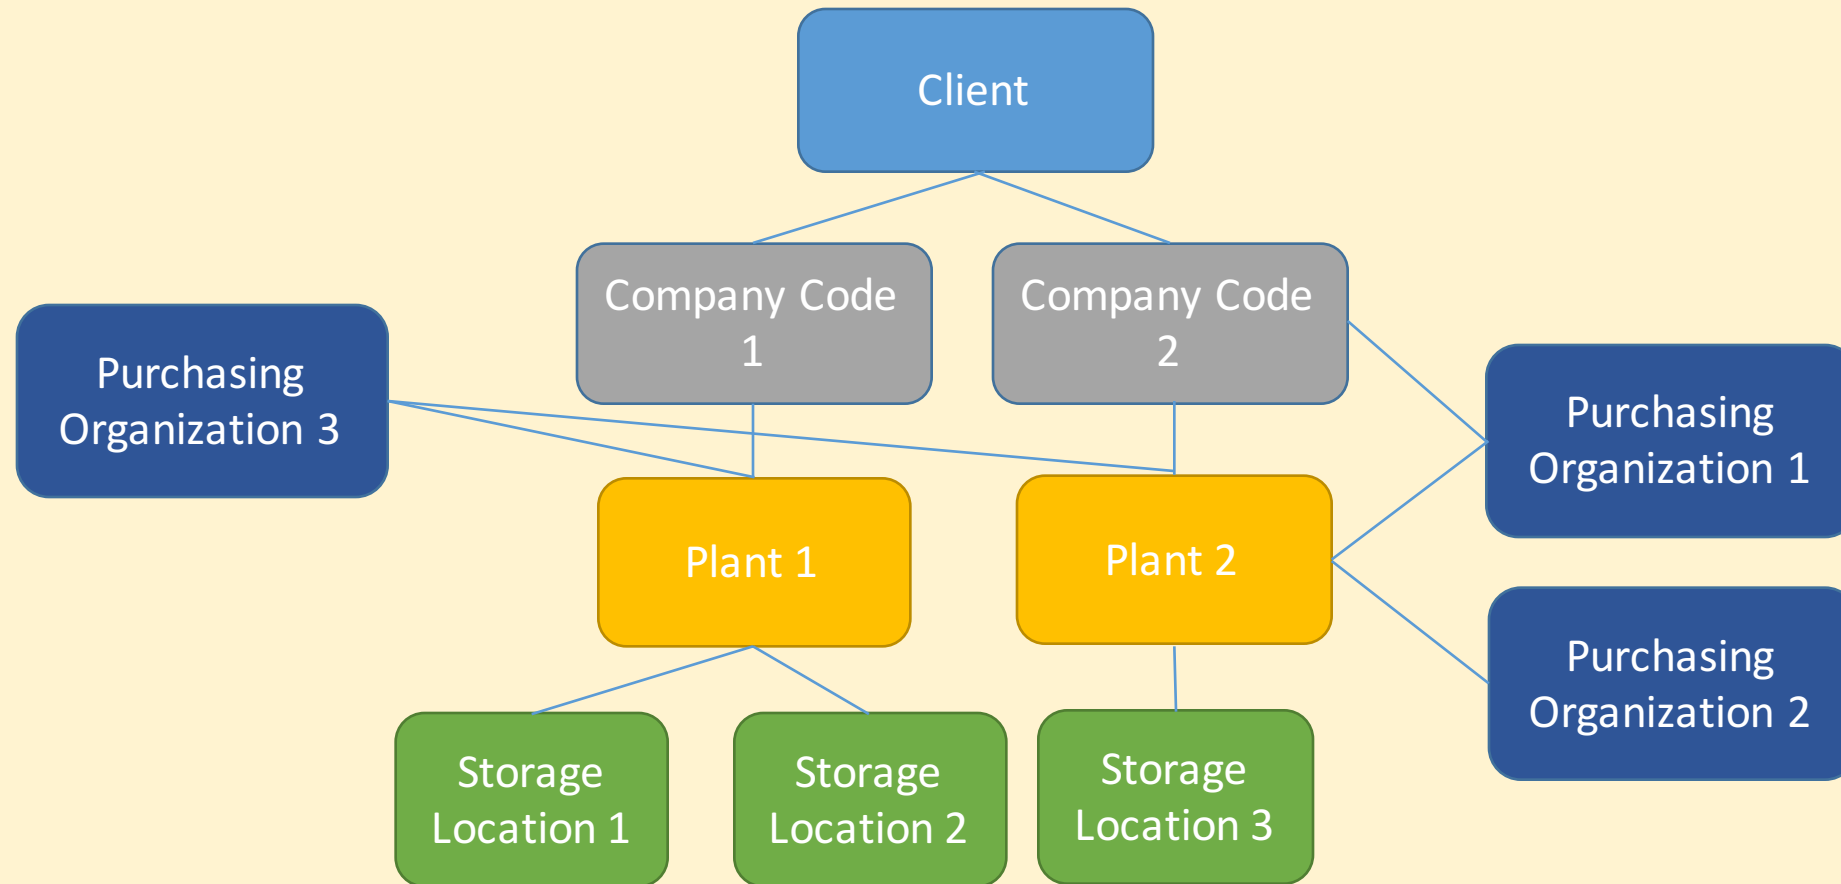 Client
Company Code
1
Company Code
2
Purchasing
Organization 3
Purchasing
Organization 1
Plant 1
Plant 2
Purchasing
Organization 2
Storage
Location 1
Storage
Location 2
Storage
Location 3